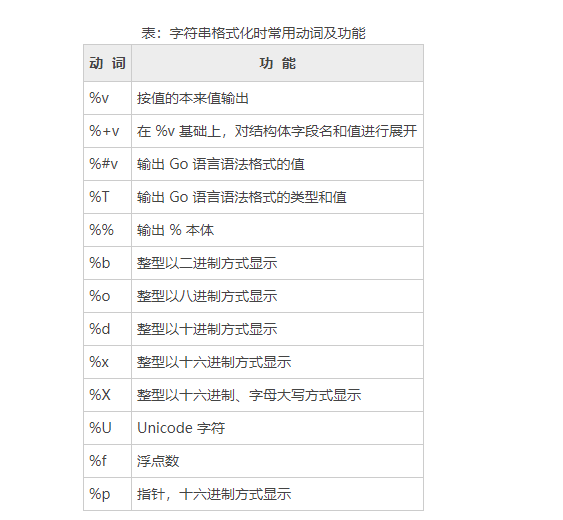 表：字符串格式化时常用动词及功能
动 词 功 能
%v 按值的本来值输出
%+v 在 %v 基础上，对结构体字段名和值进行展开
%#v 输出 Go 语言语法格式的值
%T 输出 Go 语言语法格式的类型和值
%% 输出 % 本体
%b 整型以二进制方式显示
%o 整型以八进制方式显示
%d 整型以十进制方式显示
%x 整型以十六进制方式显示
%X 整型以十六进制、字母大写方式显示
%U Unicode 字符
%f 浮点数
%p 指针，十六进制方式显示